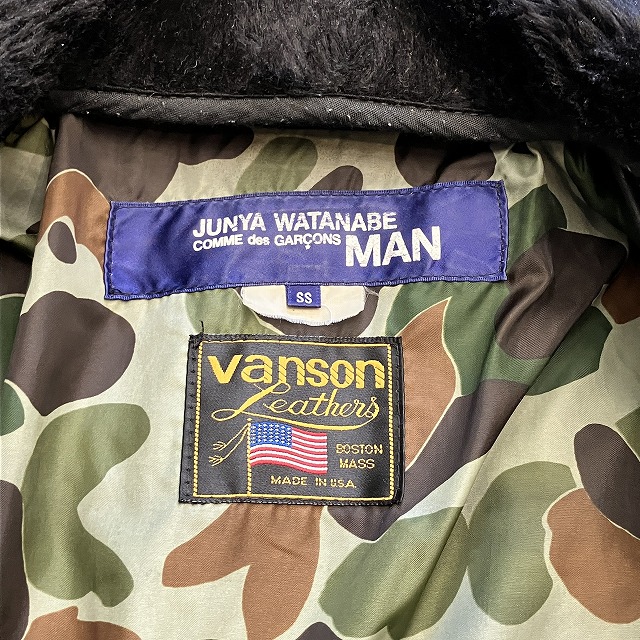 JUNYA WATANABE
COMME des GARÇONS MAN
SS
vanson
Leathers
BOSTON
MASS
MADE IN U.S.A.